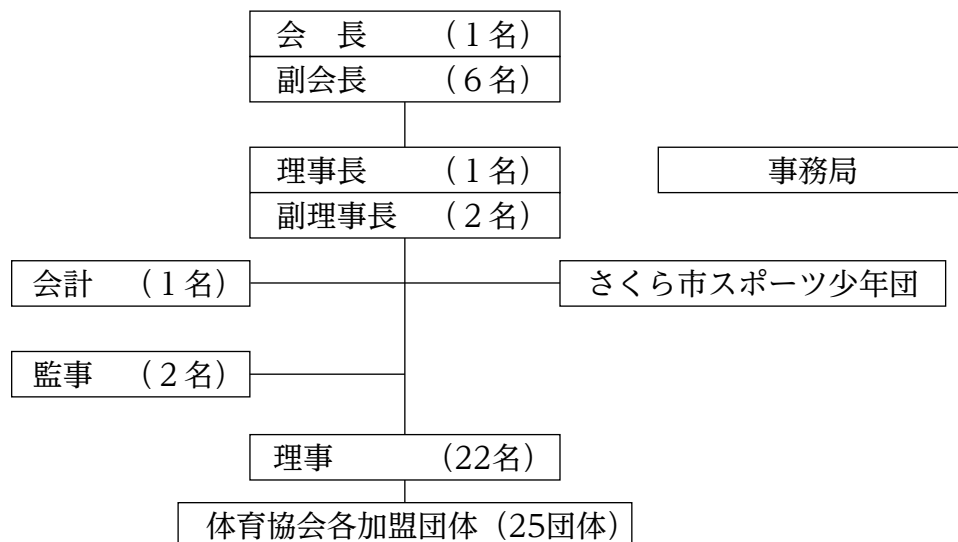 会　長　　（１名）
副会長　　（６名）
理事長　　（１名）
事務局
副理事長　（２名）
会計　（１名）
さくら市スポーツ少年団
監事　（２名）
理事　　　（22名）
体育協会各加盟団体（25団体）